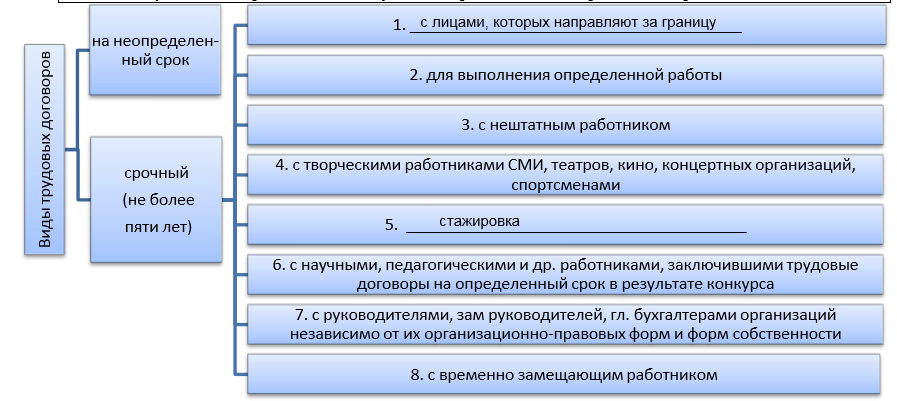 Виды трудовых договоров
на неопределен-
ный срок
срочный
(не более
пяти лет)
1. с лицами, которых направляют за границу
2. для выполнения определенной работы
3. с нештатным работником
4. с творческими работниками СМИ, театров, кино, концертных организаций,
спортсменами
5. стажировка
6. с научными, педагогическими и др. работниками, заключившими трудовые
договоры на определенный срок в результате конкурса
7. с руководителями, зам руководителей, гл. бухгалтерами организаций
независимо от их организационно-правовых форм и форм собственности
8. с временно замещающим работником